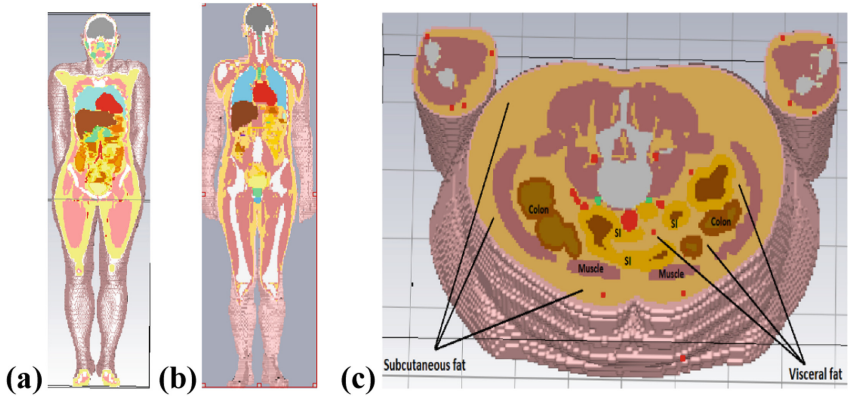 (a)
(b)
(c)
Colon
SI
SI
Colon
SI
Muscle
Muscle
Subcutaneous fat
Visceral fat